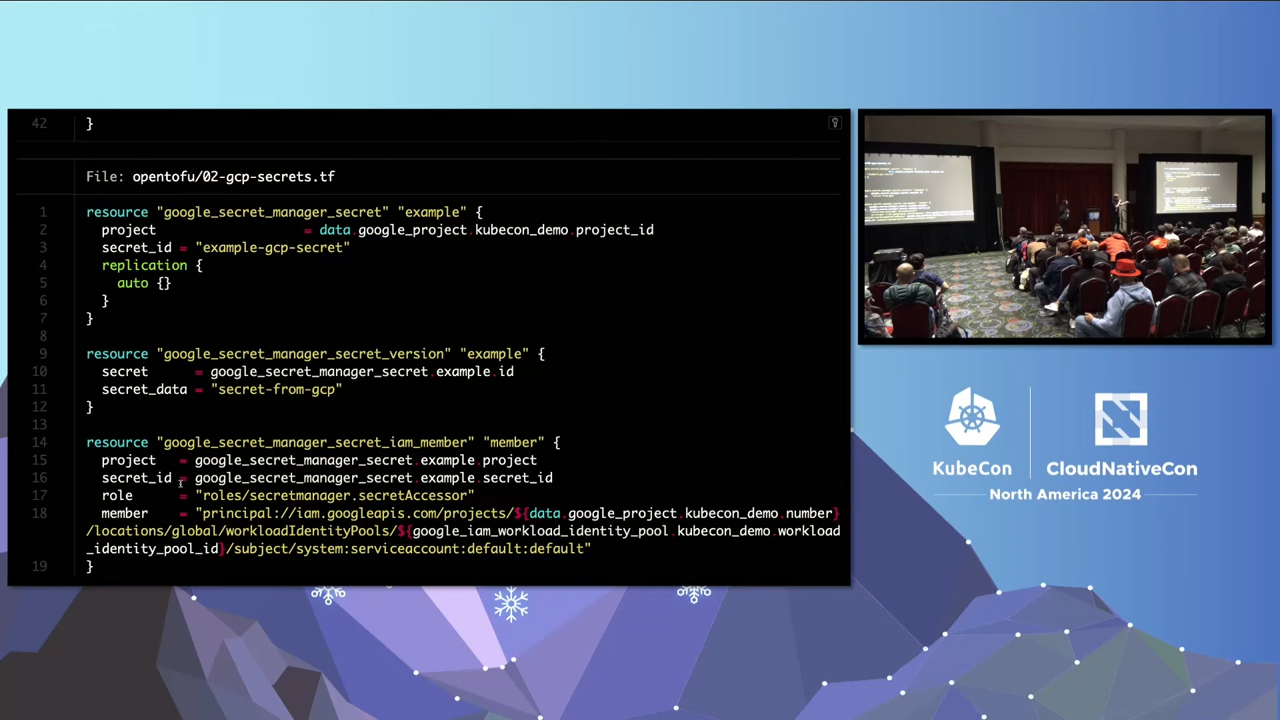 42 }
File: opentofu/02-gcp-secrets.tf
1 resource "google_secret_manager_secret" "example" {
2 project = data.google_project.kubecon_demo.project_id
3 secret_id = "example-gcp-secret"
4 replication {
5 auto {}
6 }
7 }
8
9 resource "google_secret_manager_secret_version" "example" {
10 secret = google_secret_manager_secret.example.id
11 secret_data = "secret-from-gcp"
12 }
13
14 resource "google_secret_manager_secret_iam_member" "member" {
15 project = google_secret_manager_secret.example.project
16 secret_id = google_secret_manager_secret.example.secret_id
17 role = "roles/secretmanager.secretAccessor"
18 member = "principal://iam.googleapis.com/projects/${data.google_project.kubecon_demo.number}
/locations/global/workloadIdentityPools/${google_iam_workload_identity_pool.kubecon_demo.workload
_identity_pool_id}/subject/system:serviceaccount:default:default"
19 }
KubeCon
CloudNativeCon
North America 2024